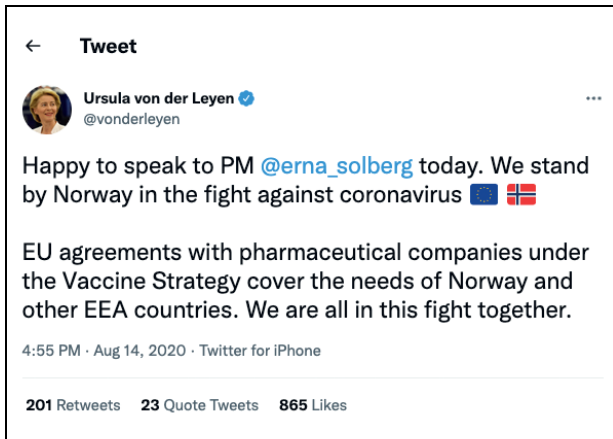 ← Tweet
Ursula von der Leyen
@vonderleyen
Happy to speak to PM @erna_solberg today. We stand
by Norway in the fight against coronavirus 🇪🇺 🇳🇴
EU agreements with pharmaceutical companies under
the Vaccine Strategy cover the needs of Norway and
other EEA countries. We are all in this fight together.
4:55 PM · Aug 14, 2020 · Twitter for iPhone
201 Retweets 23 Quote Tweets 865 Likes